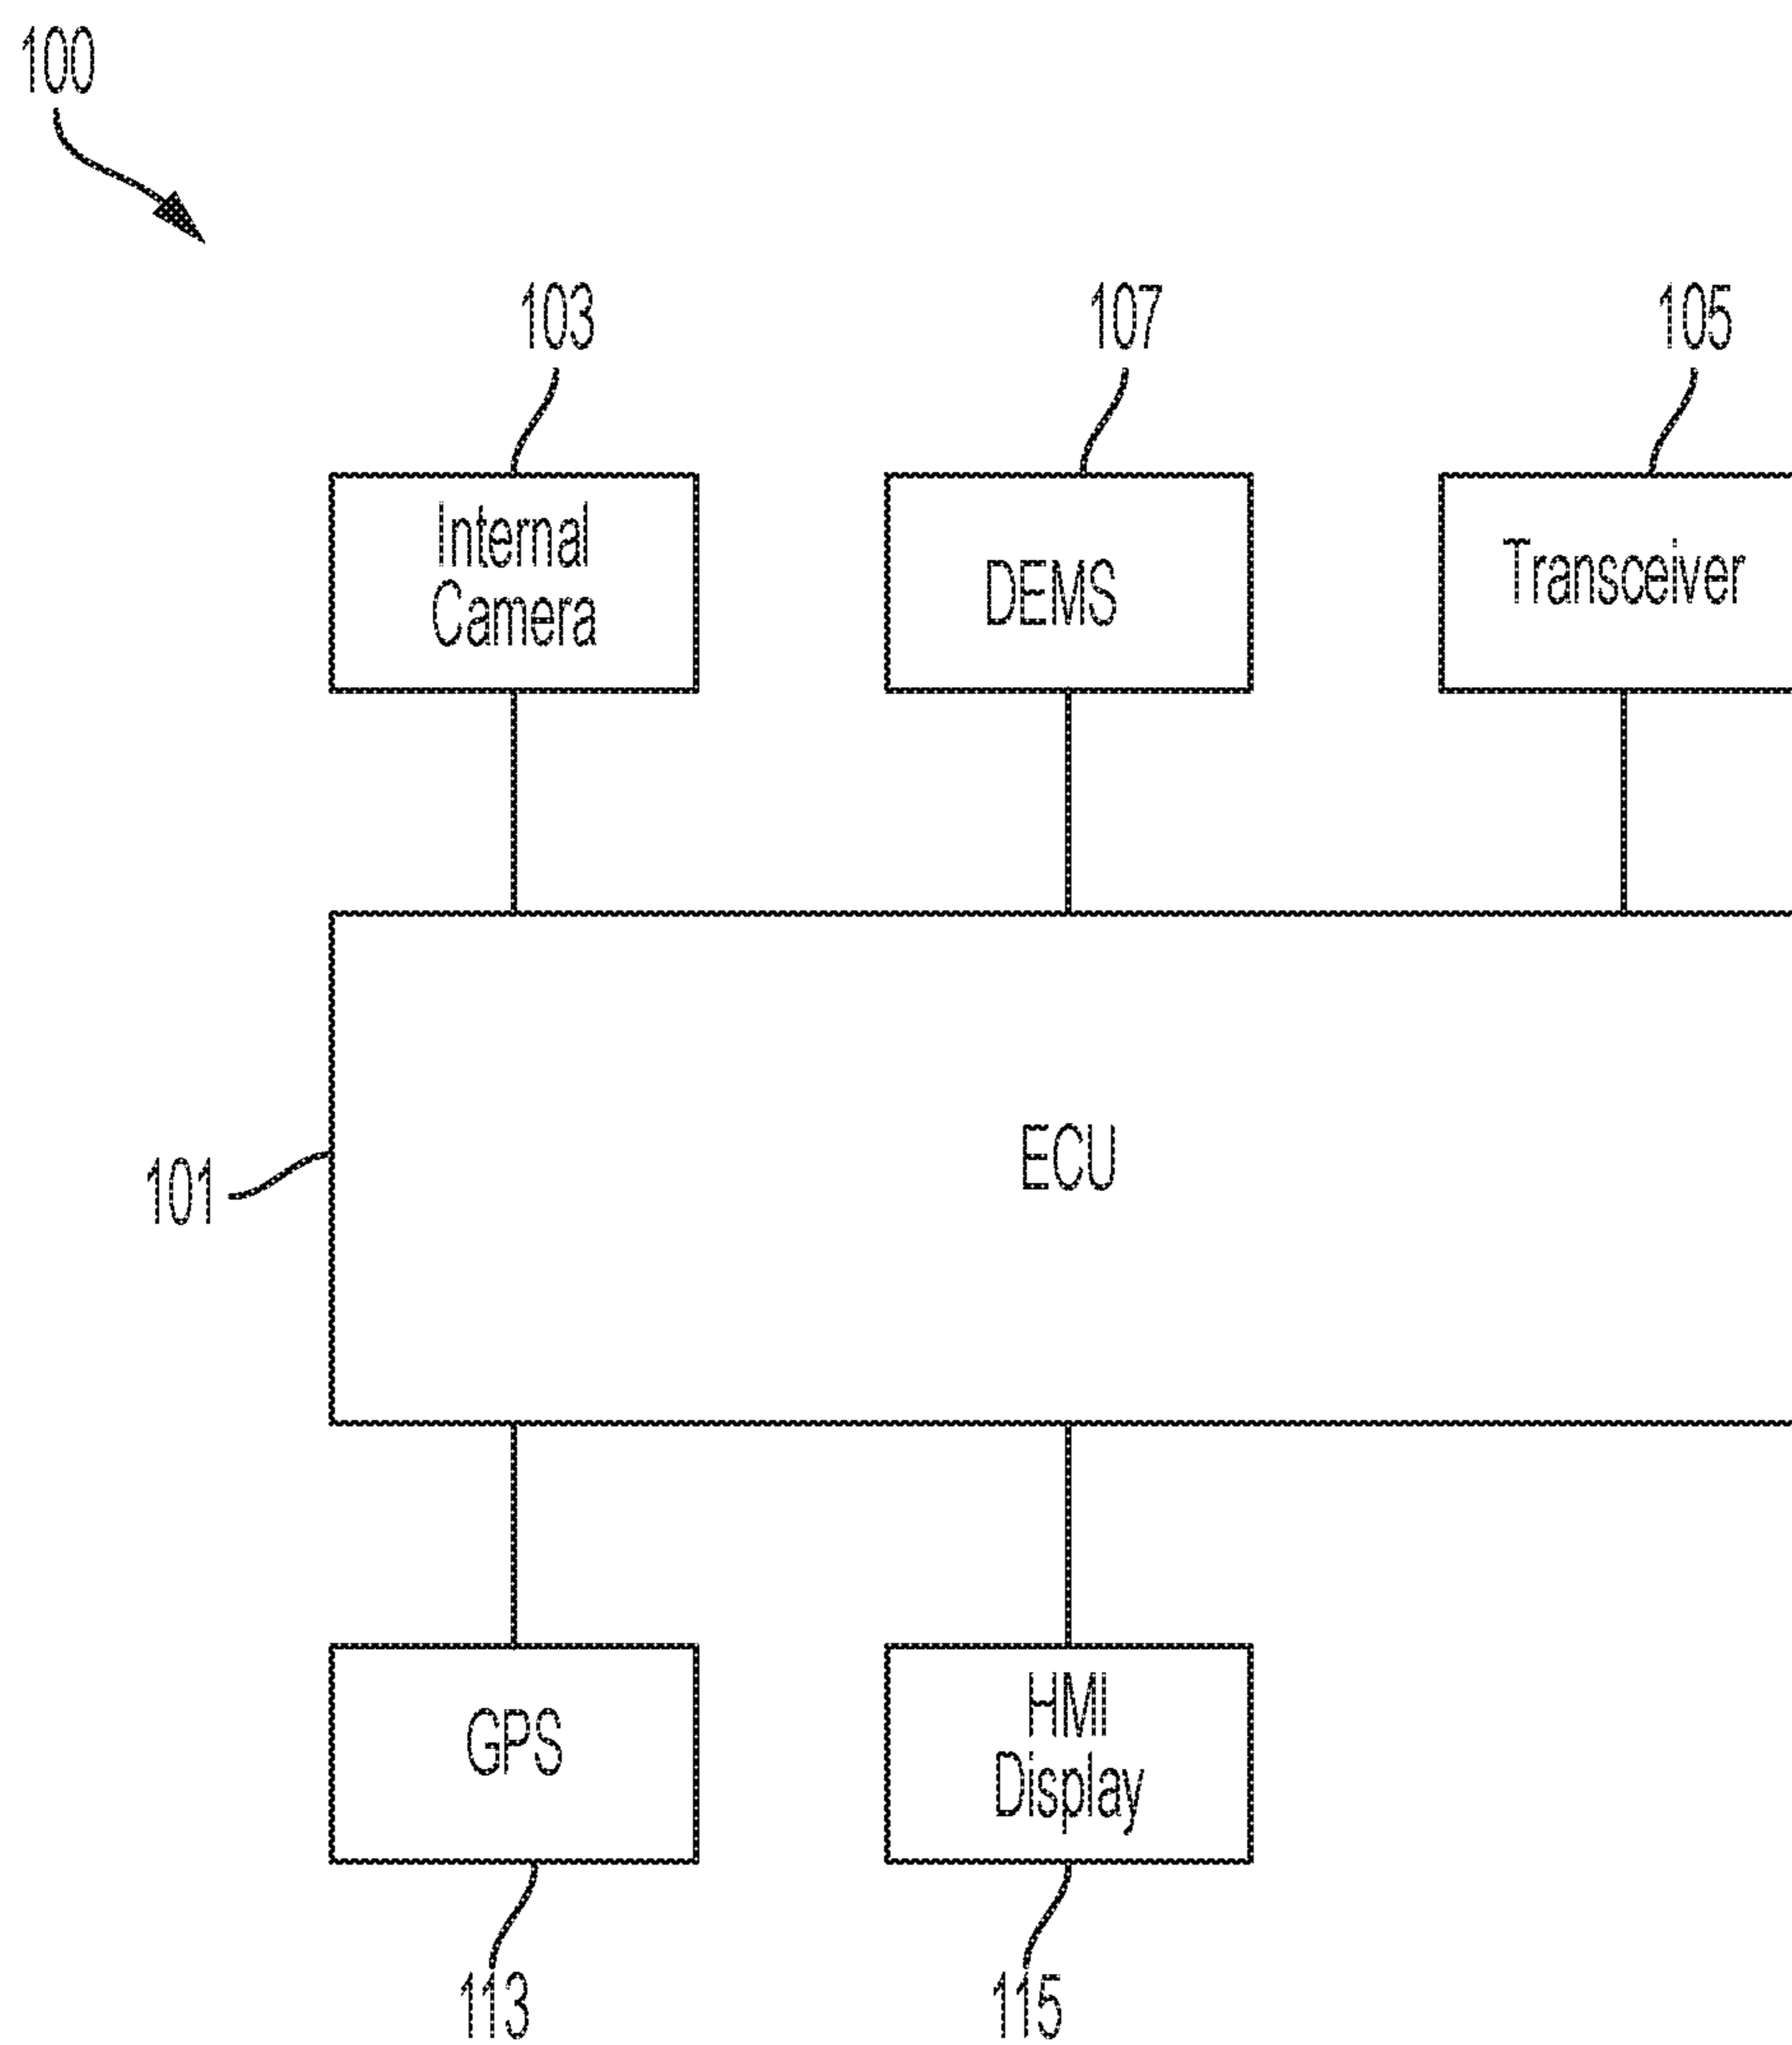 100
103
107
105
Internal
Camera
DEMS
Transceiver
101
ECU
GPS
HMI
Display
113
115